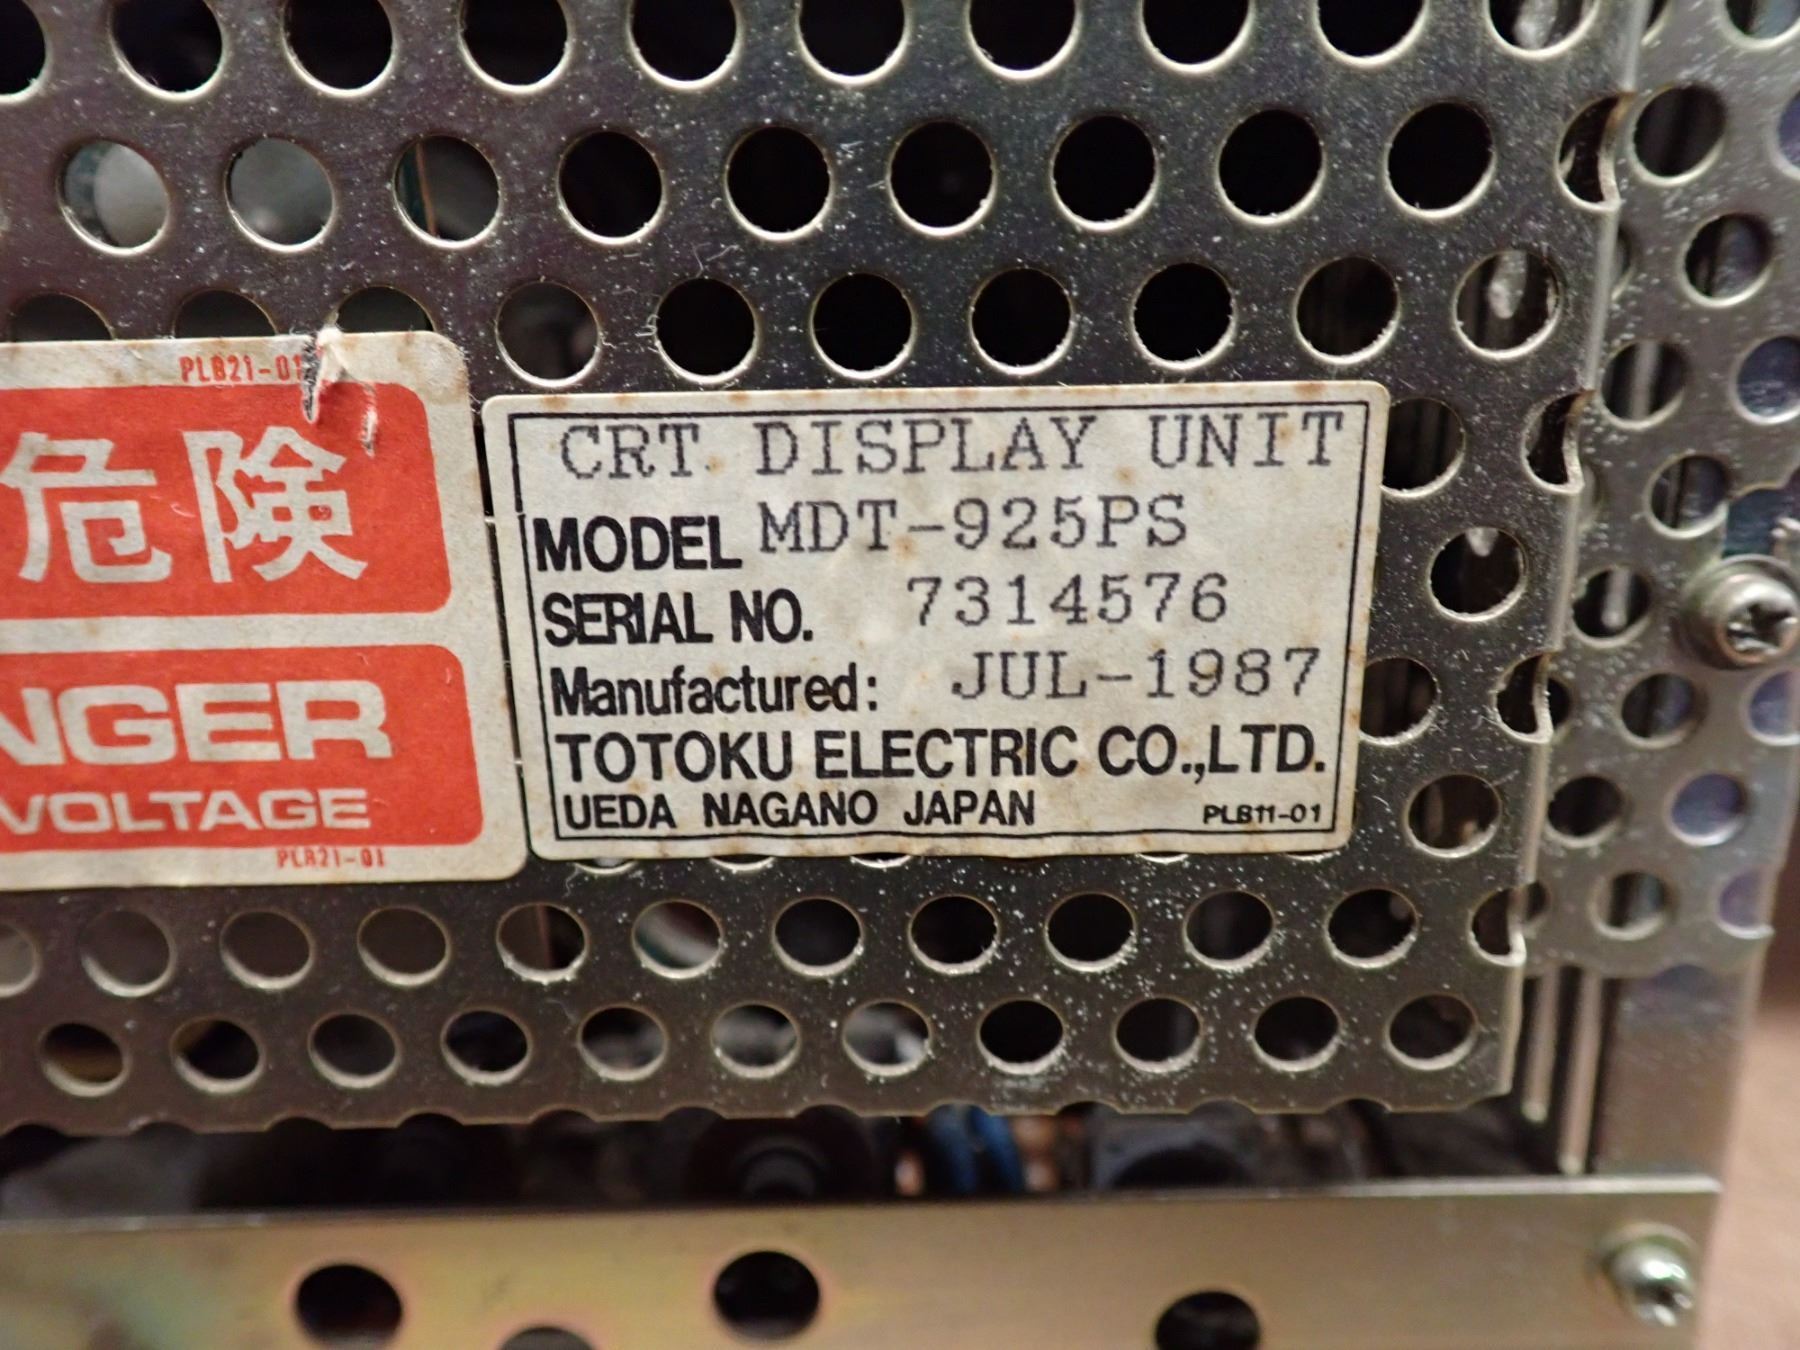 PLB21-01
危険
NGER
VOLTAGE
PLB21-01
CRT DISPLAY UNIT
MODEL MDT-925PS
SERIAL NO. 7314576
Manufactured: JUL-1987
TOTOKU ELECTRIC CO.,LTD.
UEDA NAGANO JAPAN PLB11-01